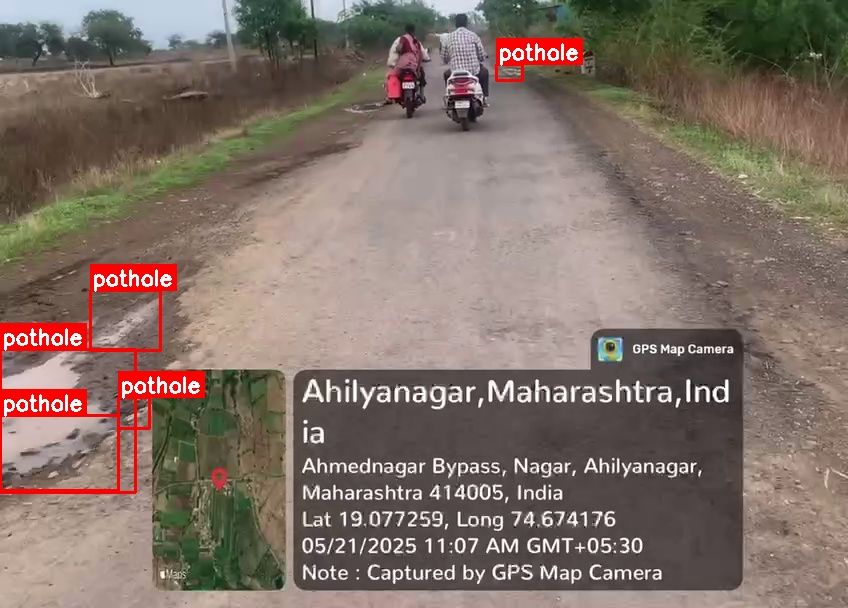 pothole
pothole
pothole
pothole
pothole
GPS Map Camera
Ahilyanagar,Maharashtra,Ind
ia
Ahmednagar Bypass, Nagar, Ahilyanagar,
Maharashtra 414005, India
Lat 19.077259, Long 74.674176
05/21/2025 11:07 AM GMT+05:30
Note : Captured by GPS Map Camera
Maps